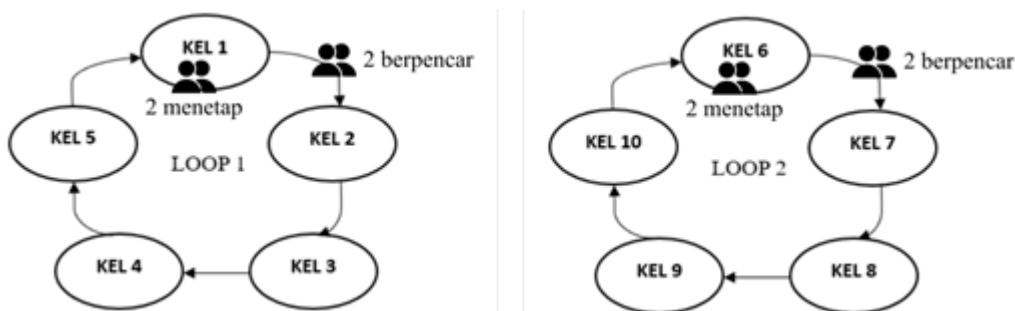 KEL 1
2 berpencar
2 menetap
KEL 5
KEL 2
LOOP 1
KEL 4
KEL 3
KEL 6
2 berpencar
2 menetap
KEL 10
KEL 7
LOOP 2
KEL 9
KEL 8